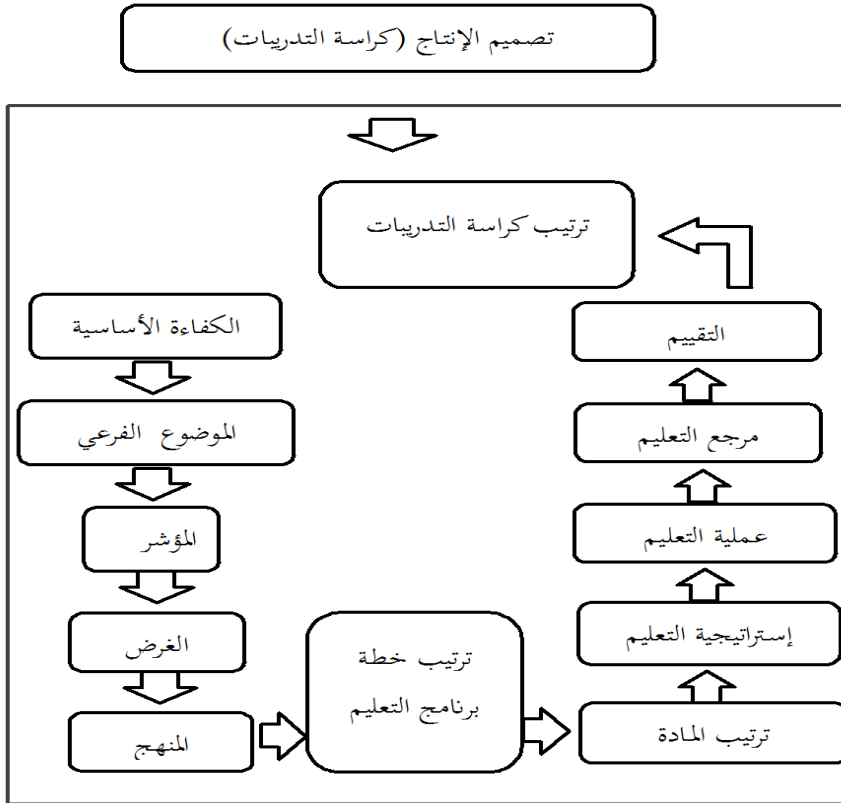 تصميم الإنتاج (كراسة التدريبات)
ترتيب كراسة التدريبات
الكفاءة الأساسية
الموضوع الفرعي
المؤشر
الغرض
المنهج
ترتيب خطة
برنامج التعليم
ترتيب المادة
إستراتيجية التعليم
عملية التعليم
مرجع التعليم
التقييم